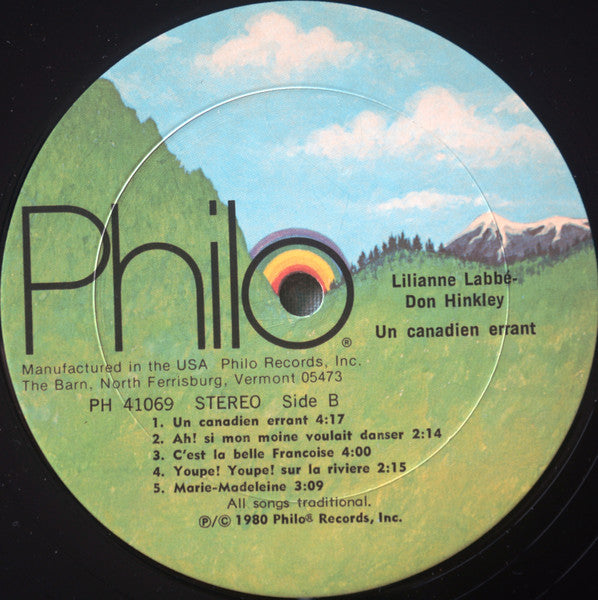 Philo®
Lilianne Labbé-
Don Hinkley
Un canadien errant
Manufactured in the USA Philo Records, Inc.
The Barn, North Ferrisburg, Vermont 05473
PH 41069 STEREO Side B
1. Un canadien errant 4:17
2. Ah! si mon moine voulait danser 2:14
3. C'est la belle Francoise 4:00
4. Youpe! Youpe! sur la riviere 2:15
5. Marie-Madeleine 3:09
All songs traditional.
℗/© 1980 Philo® Records, Inc.